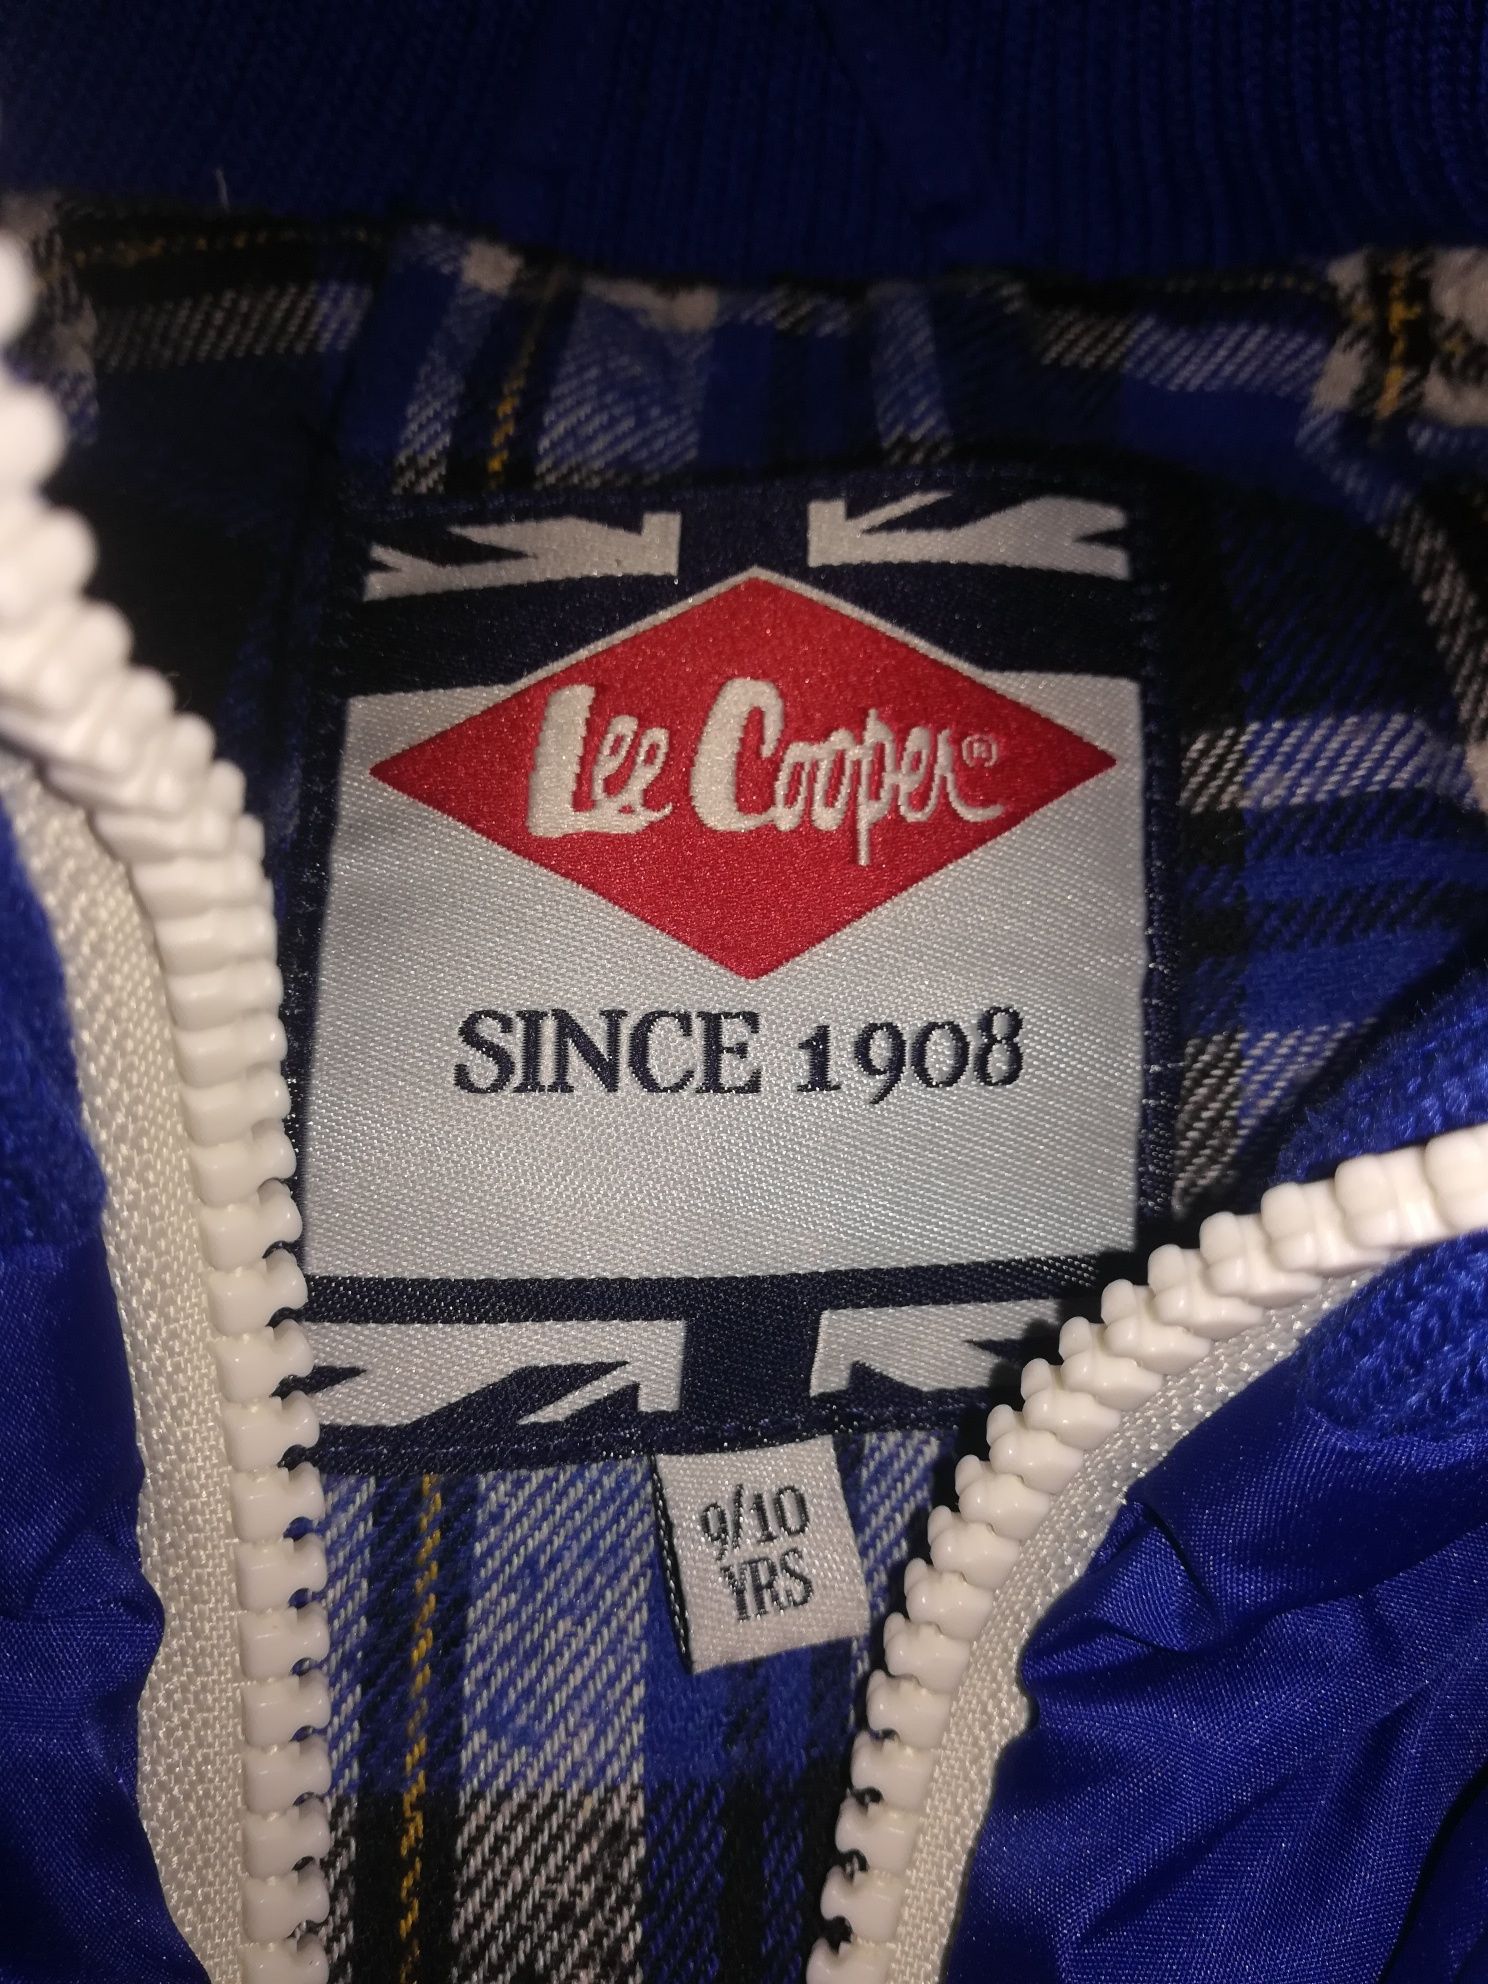 Lee Cooper®
SINCE 1908
9/10
YRS